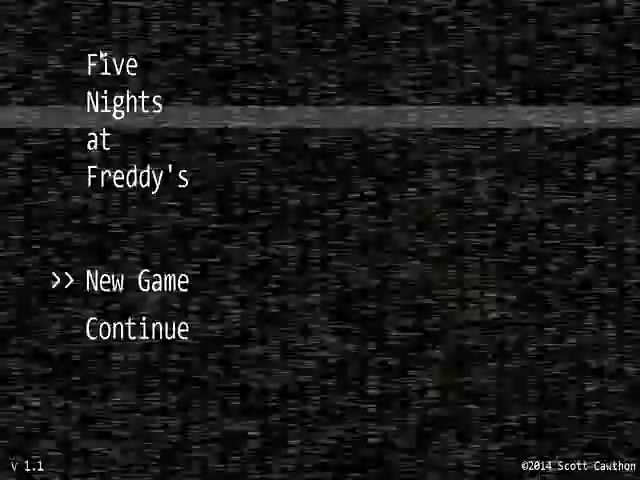 Five
Nights
at
Freddy's
>> New Game
Continue
v 1.1
©2014 Scott Cawthon